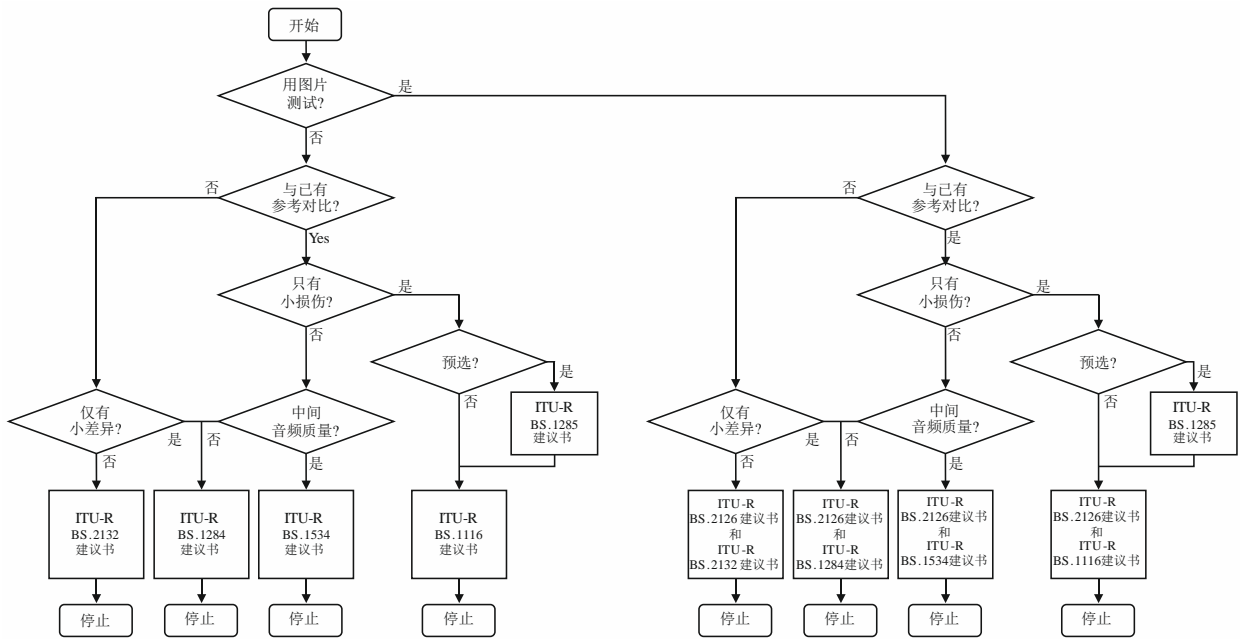 开始
用图片
测试?
是
否
否
与已有
参考对比?
Yes
只有
小损伤?
是
否
预选?
是
否
ITU-R
BS.1285
建议书
仅有
小差异?
是
否
否
中间
音频质量?
是
ITU-R
BS.2132
建议书
ITU-R
BS.1284
建议书
ITU-R
BS.1534
建议书
ITU-R
BS.1116
建议书
停止
停止
停止
停止
否
与已有
参考对比?
是
只有
小损伤?
是
否
预选?
是
否
ITU-R
BS.1285
建议书
仅有
小差异?
是
否
否
中间
音频质量?
是
ITU-R
BS.2126 建议书
和
ITU-R
BS.2132 建议书
ITU-R
BS.2126建议书
和
ITU-R
BS.1284建议书
ITU-R
BS.2126建议书
和
ITU-R
BS.1534建议书
ITU-R
BS.2126建议书
和
ITU-R
BS.1116建议书
停止
停止
停止
停止